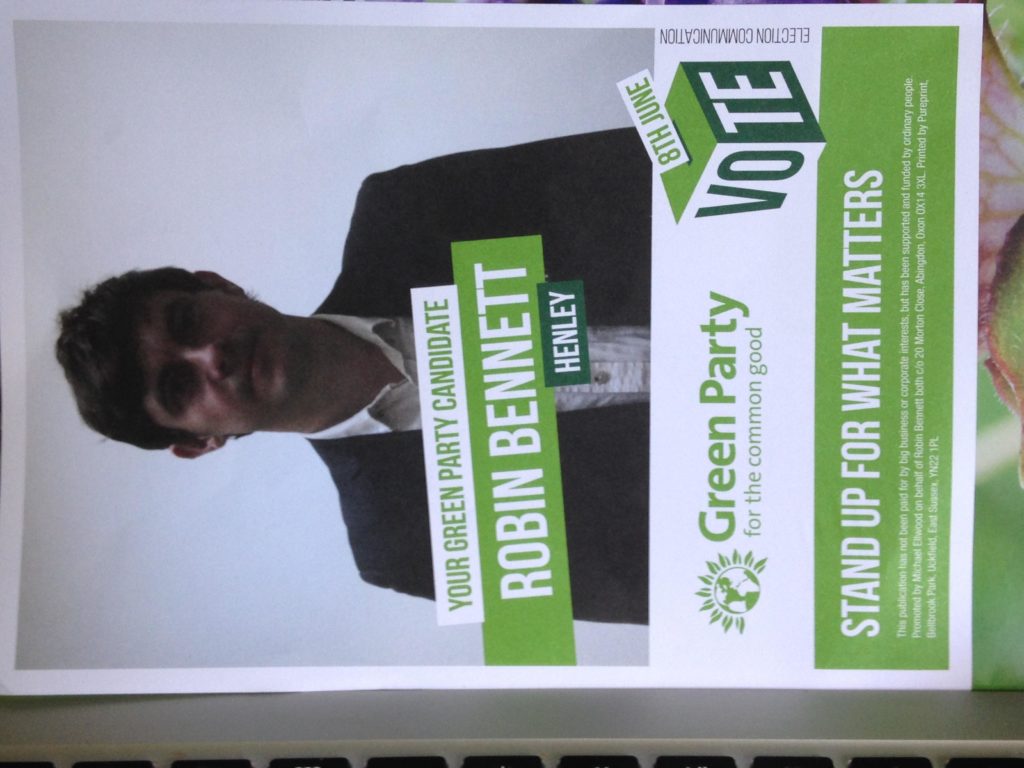 YOUR GREEN PARTY CANDIDATE
ROBIN BENNETT
HENLEY
ELECTION COMMUNICATION
8TH JUNE
VOTE
Green Party
for the common good
STAND UP FOR WHAT MATTERS
This publication has not been paid for by big business or corporate interests, but has been supported and funded by ordinary people.
Promoted by Michael Ellwood on behalf of Robin Bennett both c/o 20 Morton Close, Abingdon, Oxon OX14 3XL. Printed by Pureprint,
Bellbrook Park, Uckfield, East Sussex, YN22 1PL